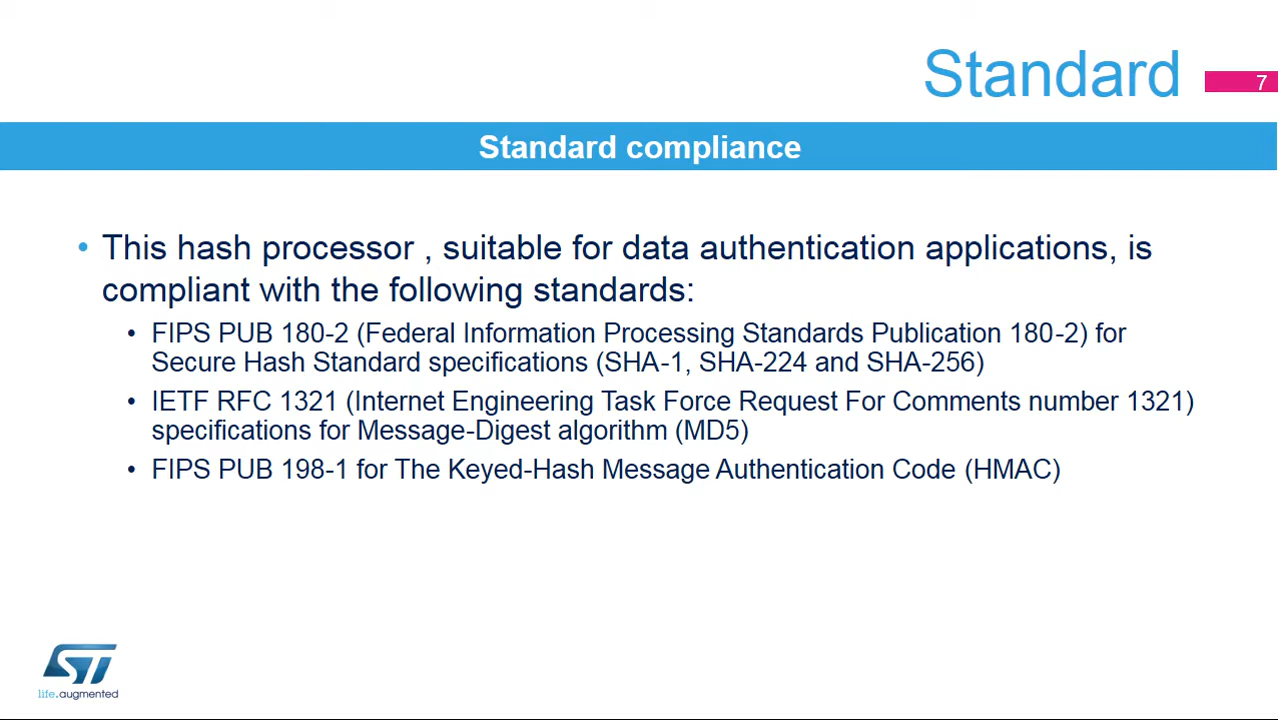 Standard
7
Standard compliance
• This hash processor , suitable for data authentication applications, is
compliant with the following standards:
• FIPS PUB 180-2 (Federal Information Processing Standards Publication 180-2) for
Secure Hash Standard specifications (SHA-1, SHA-224 and SHA-256)
• IETF RFC 1321 (Internet Engineering Task Force Request For Comments number 1321)
specifications for Message-Digest algorithm (MD5)
• FIPS PUB 198-1 for The Keyed-Hash Message Authentication Code (HMAC)
ST
life.augmented